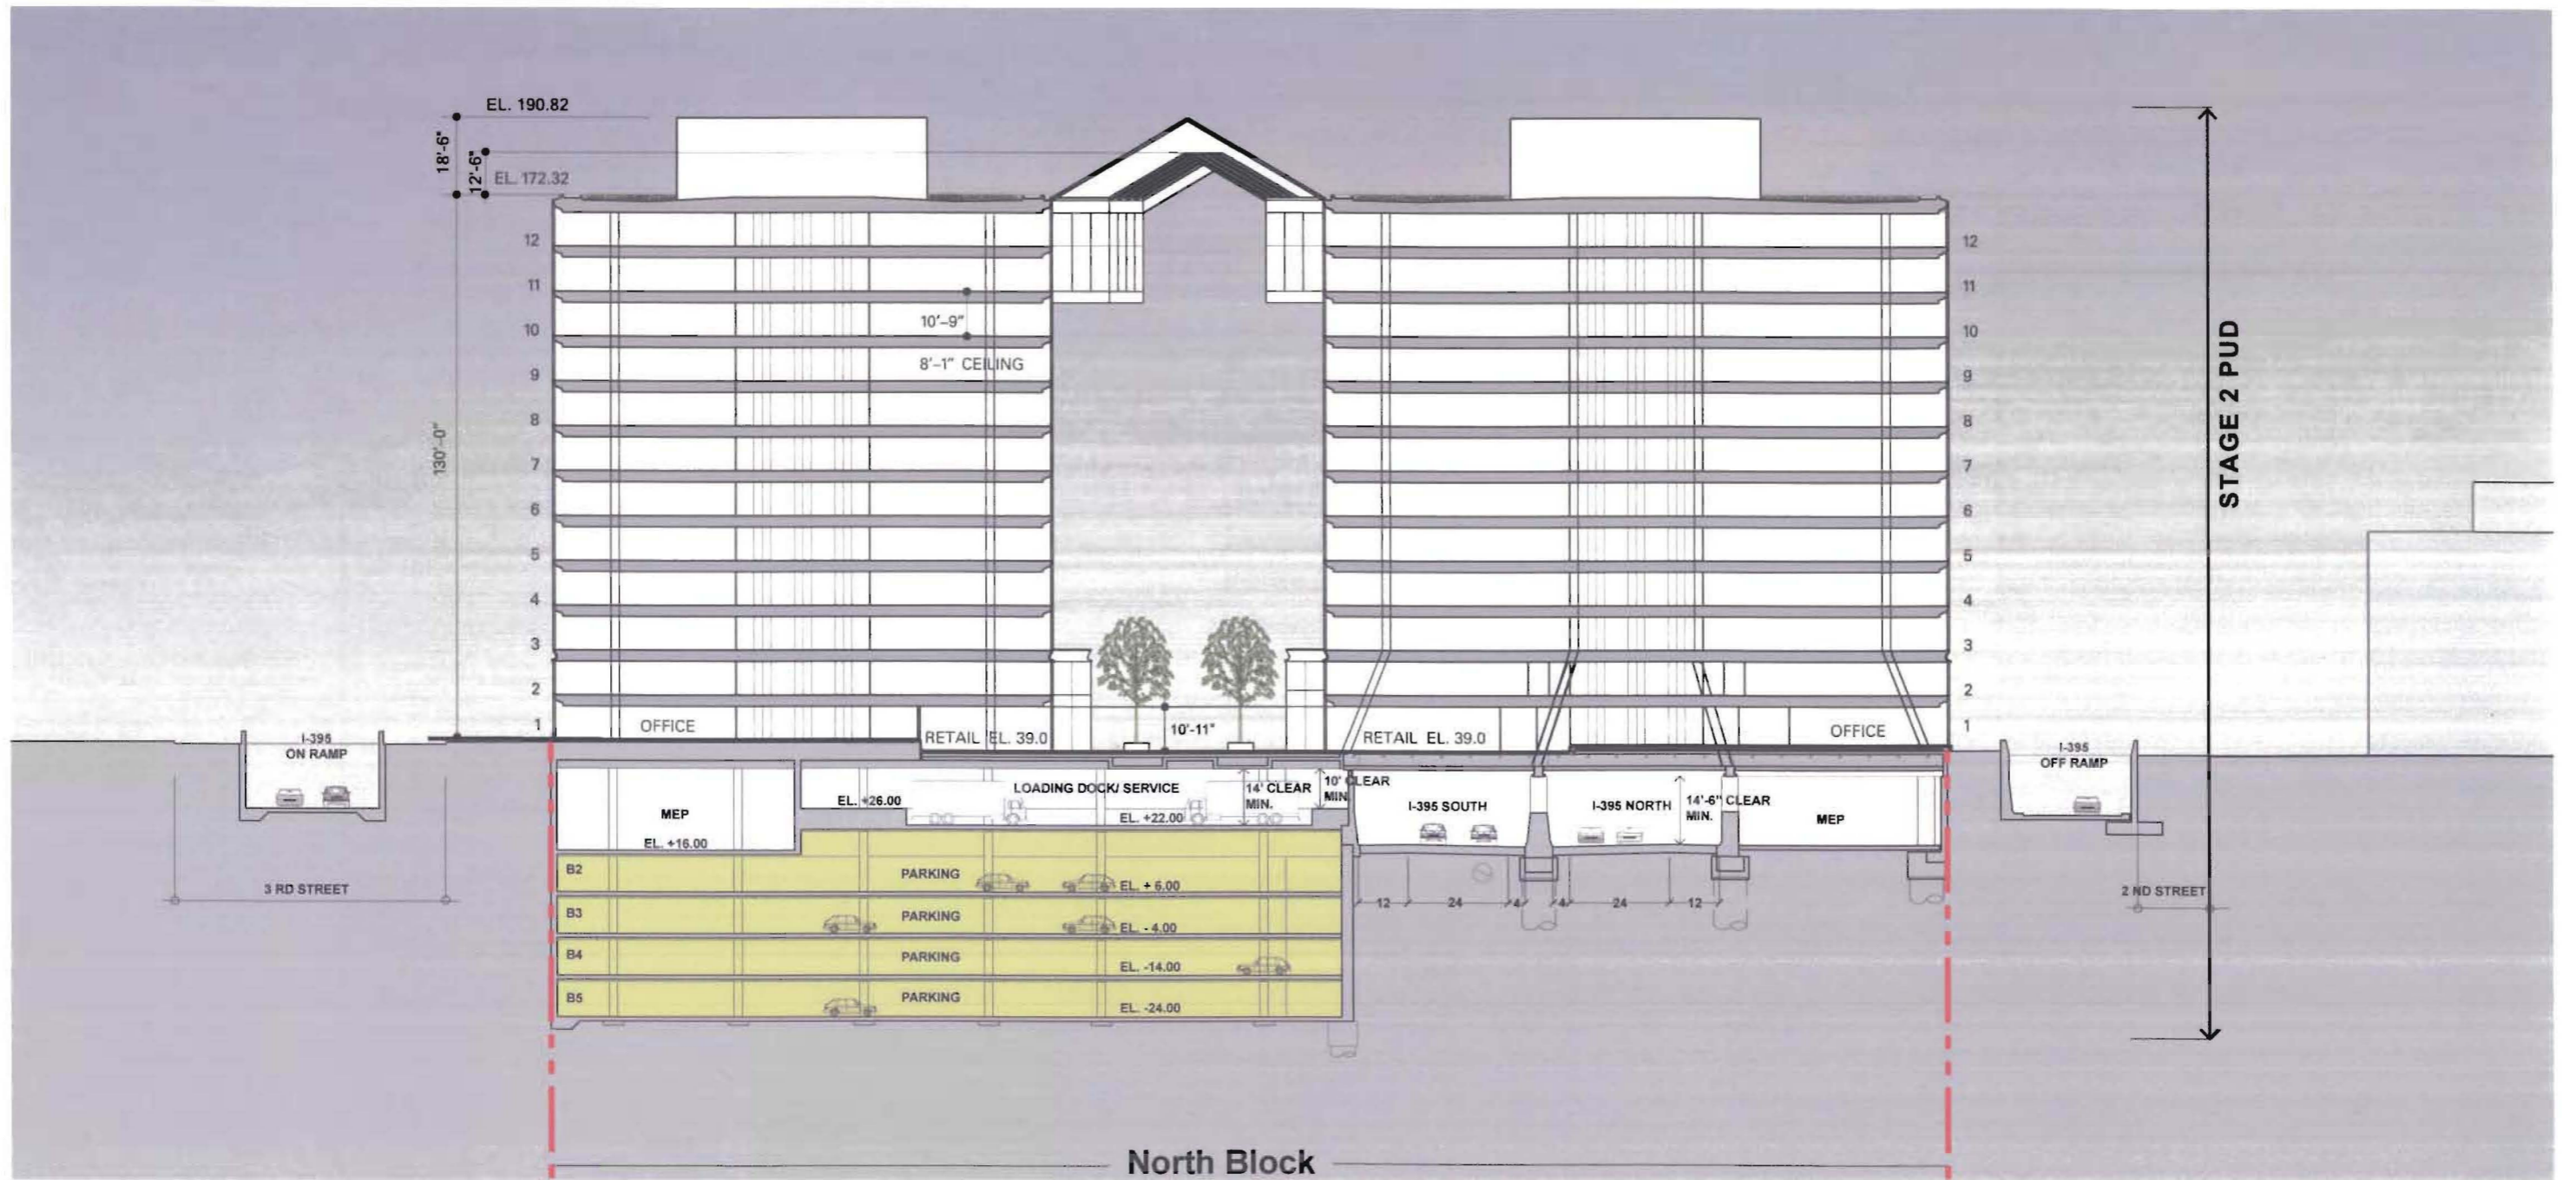 EL. 190.82
18'-6"
12'-6"
EL. 172.32
12
12
11
11
10'-9"
10
10
8'-1" CEILING
9
9
STAGE 2 PUD
8
8
130'-0"
7
7
6
6
5
5
4
4
3
3
2
2
1
OFFICE
RETAIL EL. 39.0
10'-11"
RETAIL EL. 39.0
OFFICE
1
I-395
ON RAMP
I-395
OFF RAMP
MEP
EL. +16.00
EL. +26.00
LOADING DOCK/ SERVICE
EL. +22.00
14' CLEAR
MIN.
10' CLEAR
MIN.
I-395 SOUTH
I-395 NORTH
14'-6" CLEAR
MIN.
MEP
B2
PARKING
EL. + 6.00
3 RD STREET
2 ND STREET
12
24
4
4
24
12
B3
PARKING
EL. - 4.00
B4
PARKING
EL. -14.00
B5
PARKING
EL. -24.00
North Block